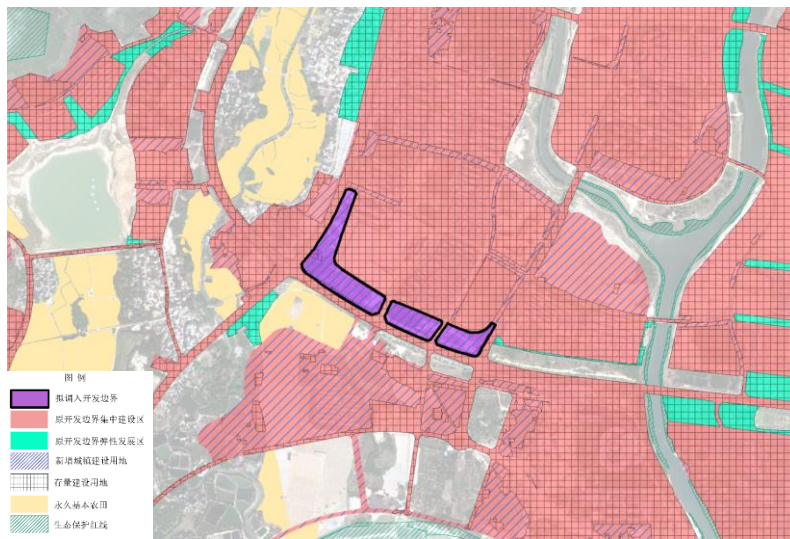 图 例
拟调入开发边界
原开发边界集中建设区
原开发边界弹性发展区
新增城镇建设用地
存量建设用地
永久基本农田
生态保护红线